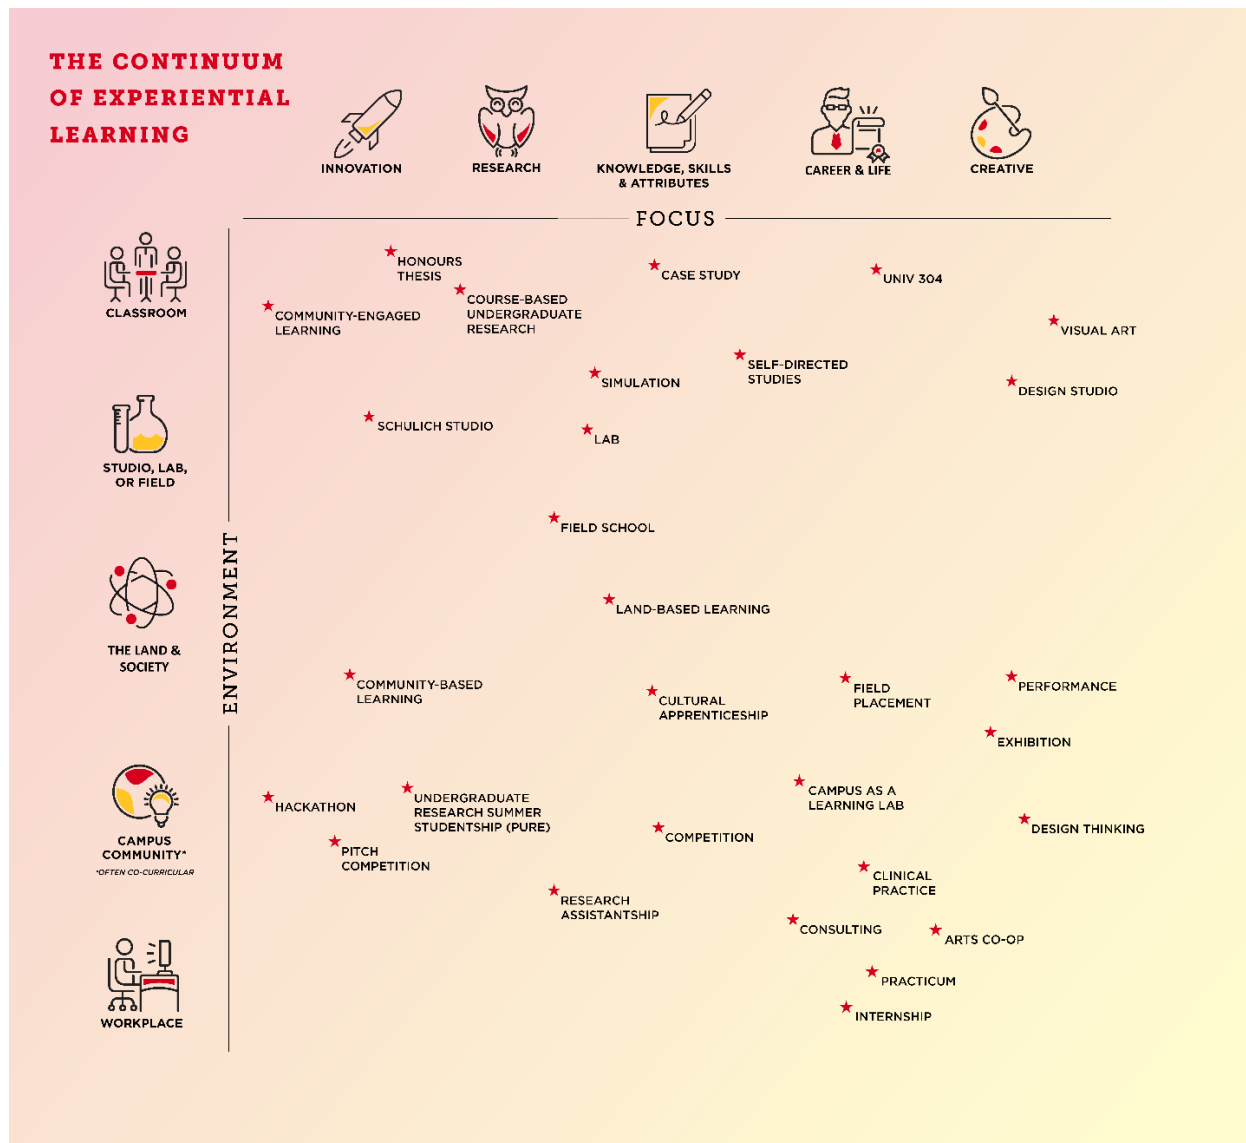 THE CONTINUUM
OF EXPERIENTIAL
LEARNING
INNOVATION
RESEARCH
KNOWLEDGE, SKILLS
& ATTRIBUTES
CAREER & LIFE
CREATIVE
FOCUS
ENVIRONMENT
CLASSROOM
STUDIO, LAB,
OR FIELD
THE LAND &
SOCIETY
CAMPUS
COMMUNITY*
*OFTEN CO-CURRICULAR
WORKPLACE
HONOURS
THESIS
CASE STUDY
UNIV 304
COURSE-BASED
UNDERGRADUATE
RESEARCH
COMMUNITY-ENGAGED
LEARNING
VISUAL ART
SELF-DIRECTED
STUDIES
SIMULATION
DESIGN STUDIO
SCHULICH STUDIO
LAB
FIELD SCHOOL
LAND-BASED LEARNING
COMMUNITY-BASED
LEARNING
CULTURAL
APPRENTICESHIP
FIELD
PLACEMENT
PERFORMANCE
EXHIBITION
HACKATHON
UNDERGRADUATE
RESEARCH SUMMER
STUDENTSHIP (PURE)
CAMPUS AS A
LEARNING LAB
PITCH
COMPETITION
COMPETITION
DESIGN THINKING
CLINICAL
PRACTICE
RESEARCH
ASSISTANTSHIP
CONSULTING
ARTS CO-OP
PRACTICUM
INTERNSHIP